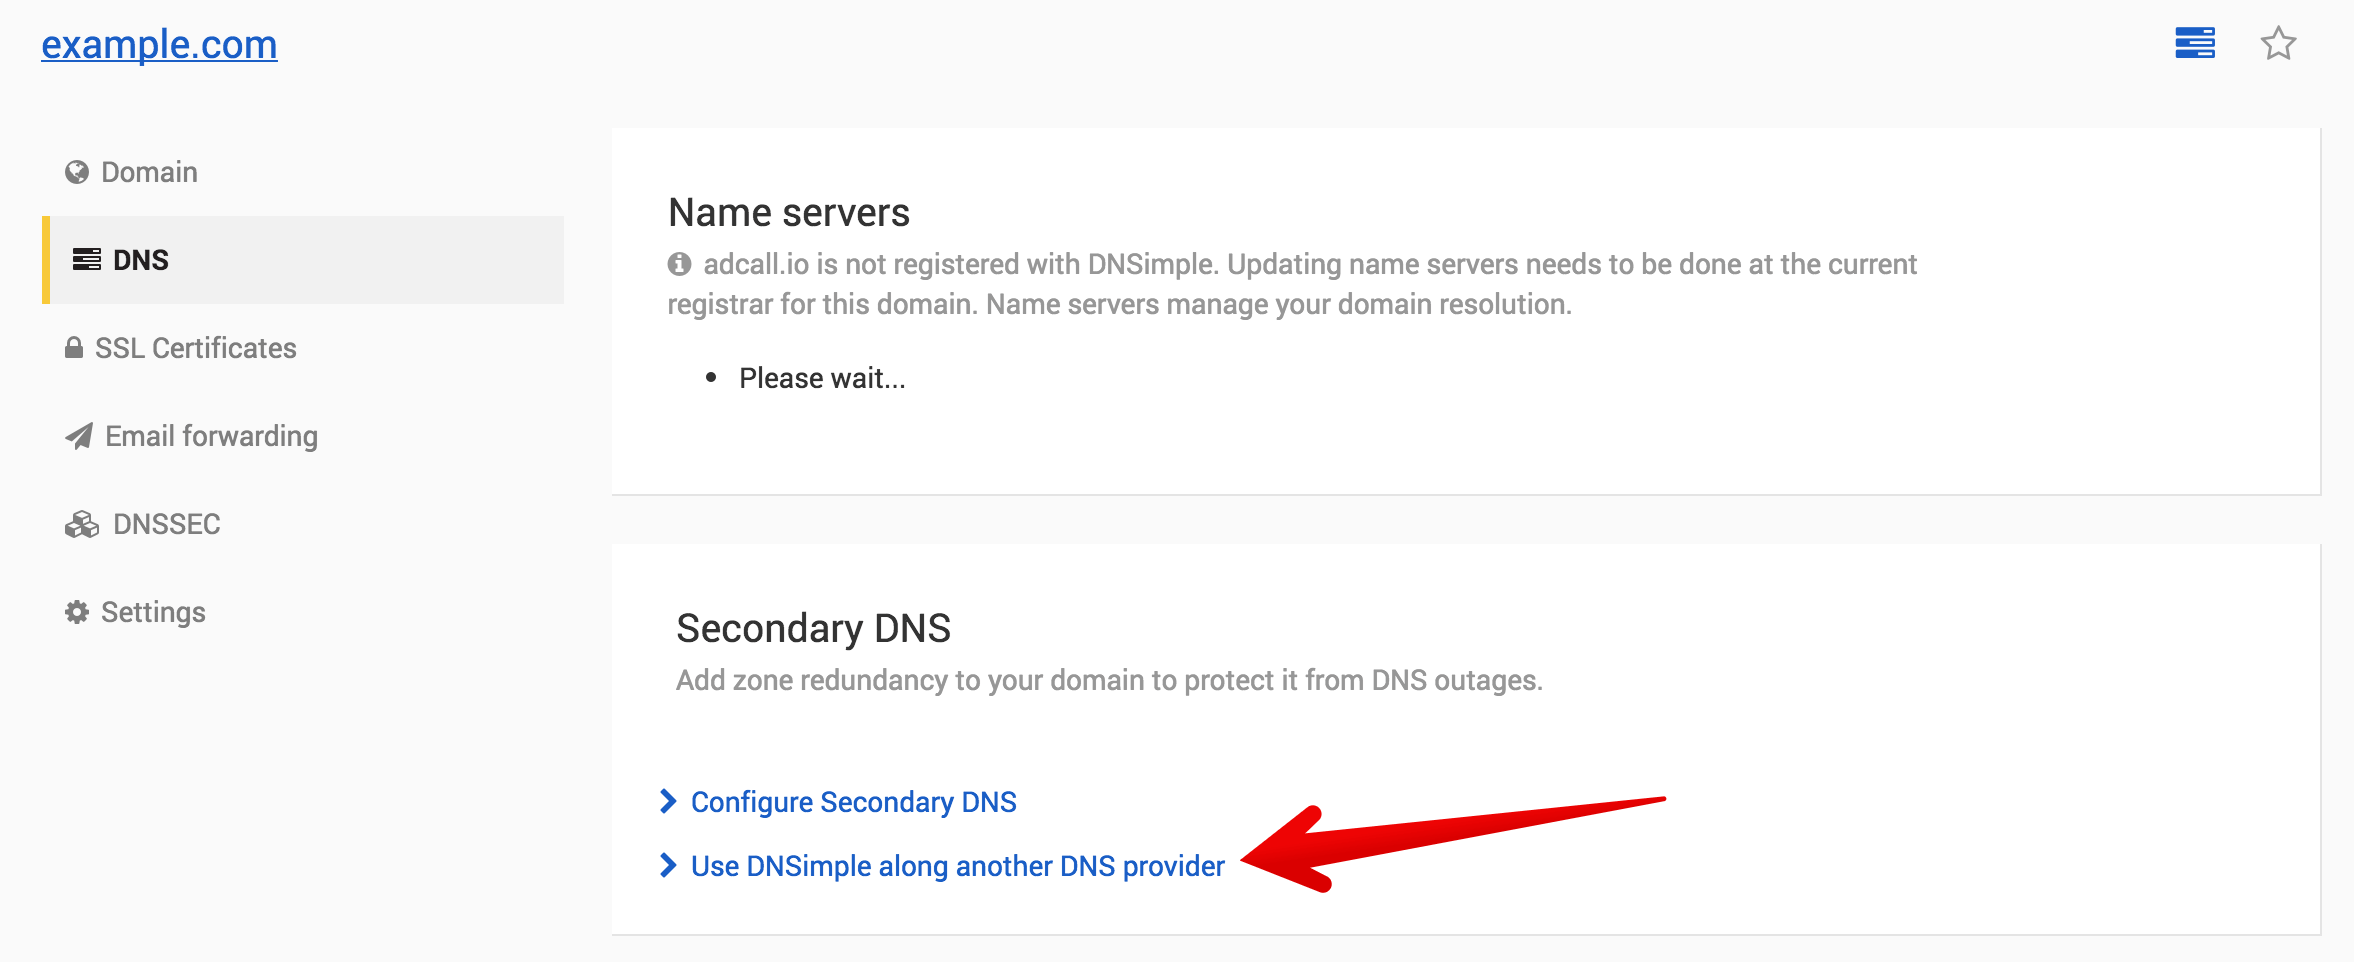 example.com
Domain
DNS
SSL Certificates
Email forwarding
DNSSEC
Settings
Name servers
adcall.io is not registered with DNSimple. Updating name servers needs to be done at the current
registrar for this domain. Name servers manage your domain resolution.
Please wait...
Secondary DNS
Add zone redundancy to your domain to protect it from DNS outages.
Configure Secondary DNS
Use DNSimple along another DNS provider